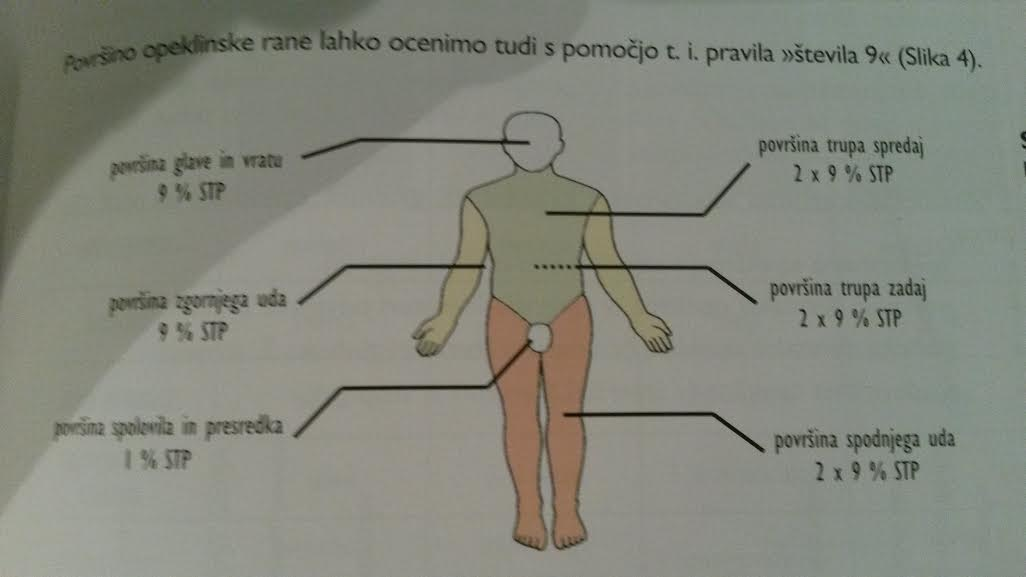 Površino opeklinske rane lahko ocenimo tudi s pomočjo t. i. pravila »števila 9« (Slika 4).
površina glave in vratu
9 % STP
površina trupa spredaj
2 x 9 % STP
površina zgornjega uda
9 % STP
površina trupa zadaj
2 x 9 % STP
površina spolovila in presredka
1 % STP
površina spodnjega uda
2 x 9 % STP